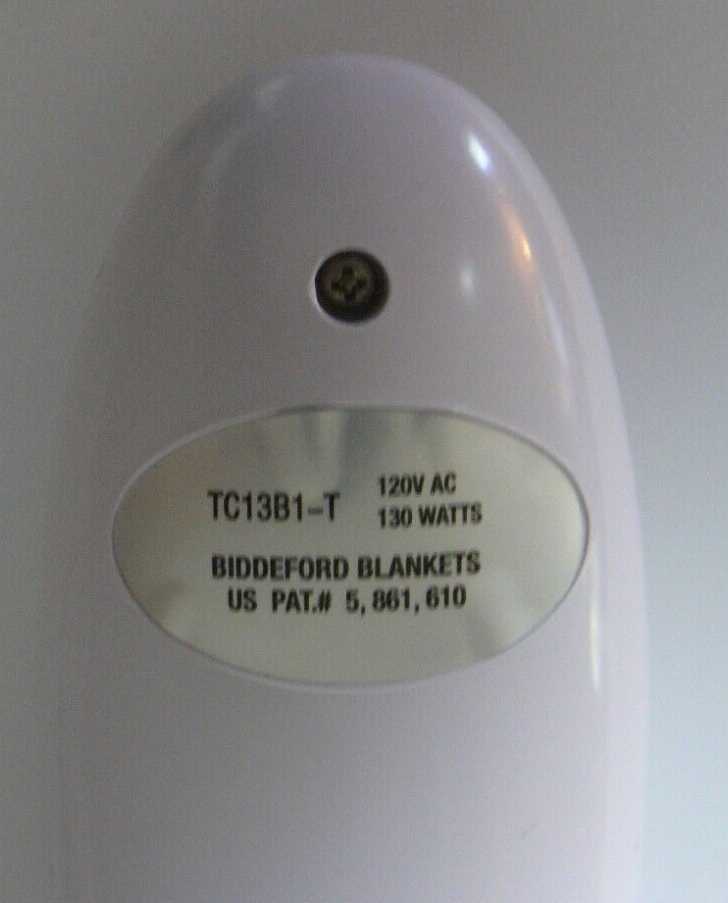 TC13B1-T
120V AC
130 WATTS
BIDDEFORD BLANKETS
US PAT.# 5,861,610